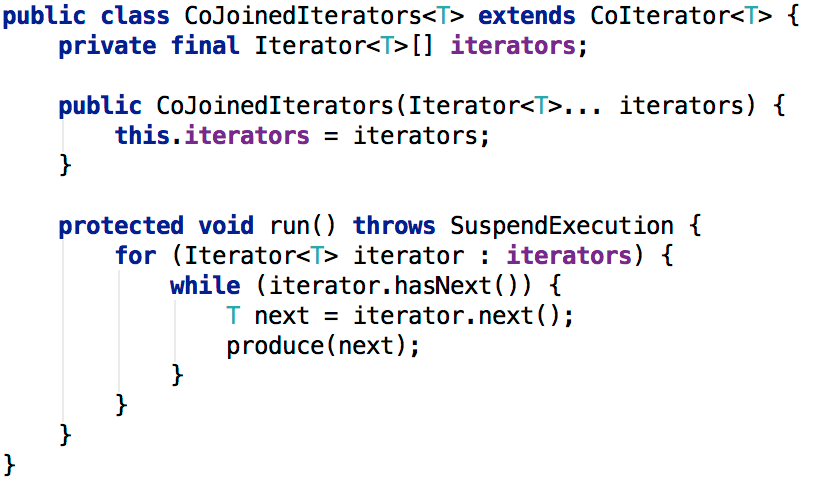 public class CoJoinedIterators<T> extends CoIterator<T> {
    private final Iterator<T>[] iterators;

    public CoJoinedIterators(Iterator<T>... iterators) {
        this.iterators = iterators;
    }

    protected void run() throws SuspendExecution {
        for (Iterator<T> iterator : iterators) {
            while (iterator.hasNext()) {
                T next = iterator.next();
                produce(next);
            }
        }
    }
}